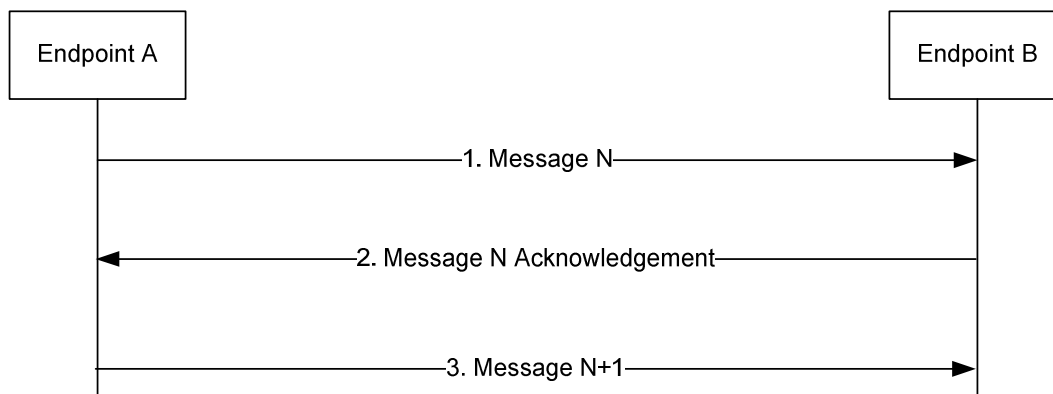 Endpoint A
Endpoint B
1. Message N
2. Message N Acknowledgement
3. Message N+1